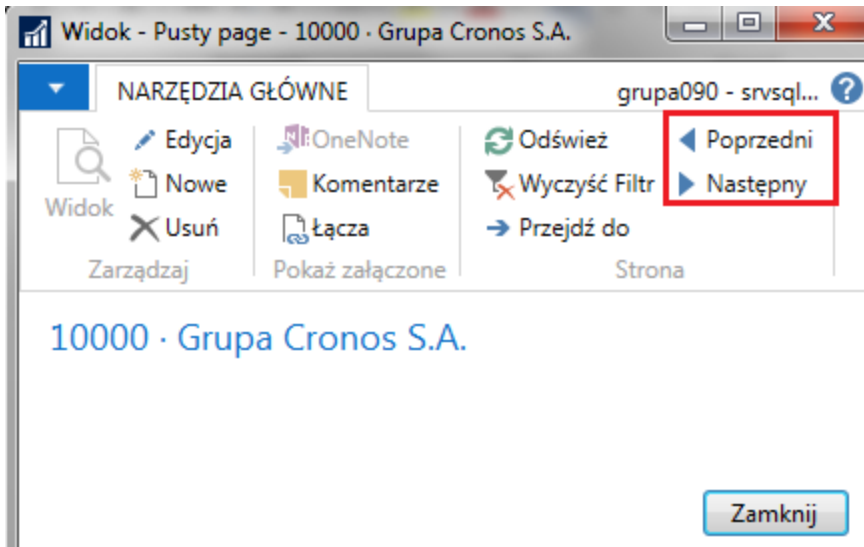 Widok - Pusty page - 10000 · Grupa Cronos S.A.
NARZĘDZIA GŁÓWNE
grupa090 - srvsql...
Widok
Edycja
Nowe
Usuń
Zarządzaj
OneNote
Komentarze
Łącza
Pokaż załączone
Odśwież
Wyczyść Filtr
Przejdź do
Poprzedni
Następny
Strona
10000 · Grupa Cronos S.A.
Zamknij